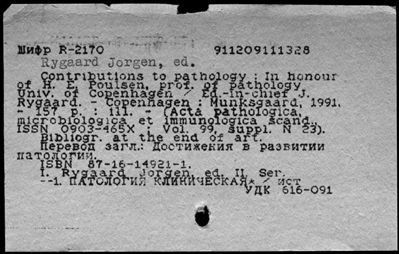 Шифр R-2170 911209111328
Rygaard Jorgen, ed.
Contributions to pathology : In honour
of H. E. Poulsen, prof. of pathology,
Univ. of Copenhagen / Ed.-in-chief J.
Rygaard. - Copenhagen : Munksgaard, 1991.
- 157 p. : ill. - (Acta pathologica,
microbiologica et immunologica scand.,
ISSN 0903-465X ; Vol. 99, suppl. N 23).
Bibliogr. at the end of art.
Перевод загл.: Достижения в развитии
патологии.
ISBN 87-16-14921-1.
I. Rygaard Jorgen, ed. II. Ser.
--1. ПАТОЛОГИЯ КЛИНИЧЕСКАЯ* / ист
УДК 616-091